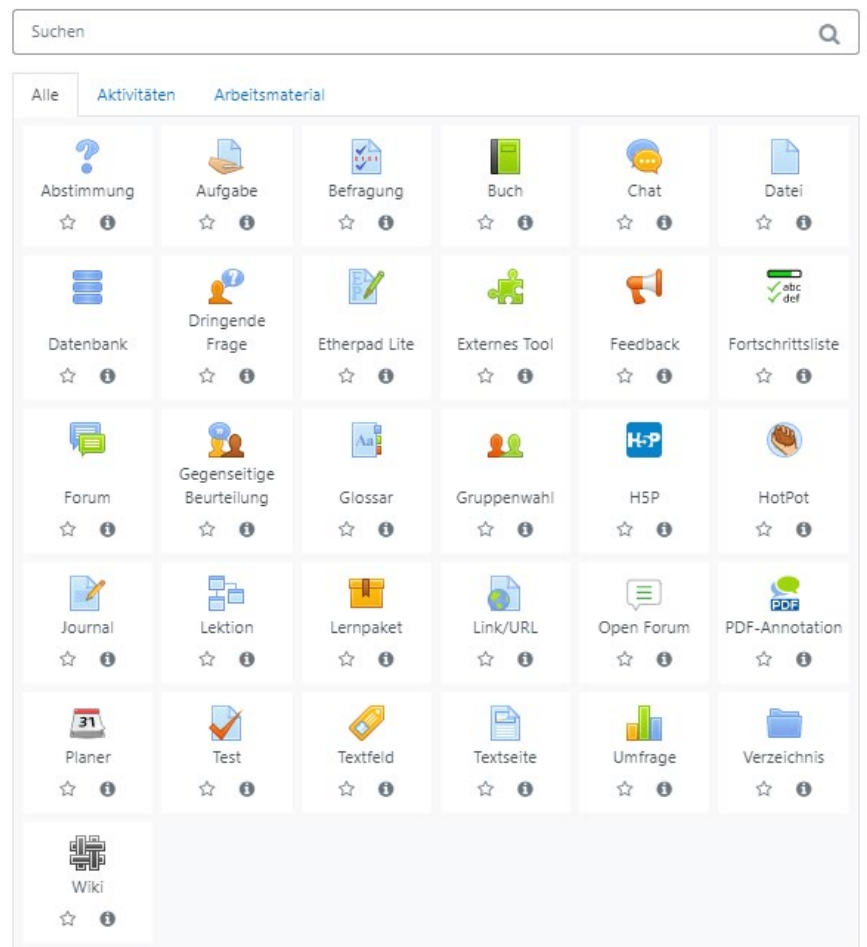 Suchen
Alle Aktivitäten Arbeitsmaterial
Abstimmung Aufgabe Befragung Buch Chat Datei
Datenbank Dringende Frage Etherpad Lite Externes Tool Feedback abc def Fortschrittsliste
Forum Gegenseitige Beurteilung Aa Glossar Gruppenwahl H5P H5P HotPot
Journal Lektion Lernpaket Link/URL Open Forum PDF PDF-Annotation
31 Planer Test Textfeld Textseite Umfrage Verzeichnis
Wiki